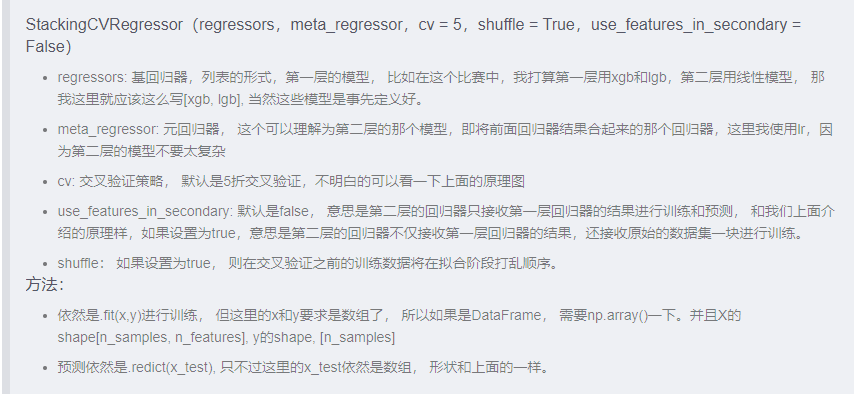 StackingCVRegressor（regressors，meta_regressor，cv = 5，shuffle = True，use_features_in_secondary =
False）
• regressors: 基回归器，列表的形式，第一层的模型， 比如在这个比赛中，我打算第一层用xgb和lgb，第二层用线性模型， 那
我这里就应该这么写[xgb, lgb], 当然这些模型是事先定义好。
• meta_regressor: 元回归器， 这个可以理解为第二层的那个模型，即将前面回归器结果合起来的那个回归器，这里我使用lr，因
为第二层的模型不要太复杂
• cv: 交叉验证策略， 默认是5折交叉验证，不明白的可以看一下上面的原理图
• use_features_in_secondary: 默认是false， 意思是第二层的回归器只接收第一层回归器的结果进行训练和预测， 和我们上面介
绍的原理样，如果设置为true，意思是第二层的回归器不仅接收第一层回归器的结果，还接收原始的数据集一块进行训练。
• shuffle： 如果设置为true， 则在交叉验证之前的训练数据将在拟合阶段打乱顺序。
方法：
• 依然是.fit(x,y)进行训练， 但这里的x和y要求是数组了， 所以如果是DataFrame， 需要np.array()一下。并且X的
shape[n_samples, n_features], y的shape, [n_samples]
• 预测依然是.redict(x_test), 只不过这里的x_test依然是数组， 形状和上面的一样。